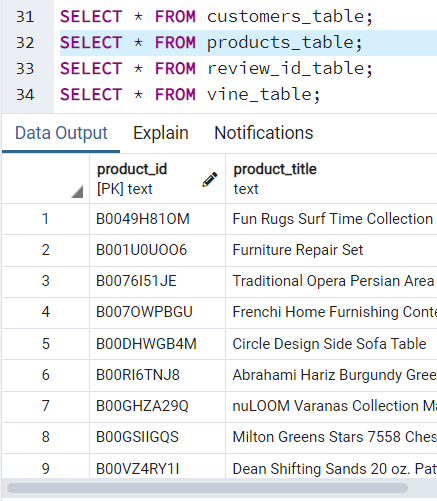 31 SELECT * FROM customers_table;
32 SELECT * FROM products_table;
33 SELECT * FROM review_id_table;
34 SELECT * FROM vine_table;
Data Output Explain Notifications
product_id product_title
[PK] text text
1 B0049H81OM Fun Rugs Surf Time Collection
2 B001U0UOO6 Furniture Repair Set
3 B0076I51JE Traditional Opera Persian Area
4 B007OWPBGU Frenchi Home Furnishing Conte
5 B00DHWGB4M Circle Design Side Sofa Table
6 B00RI6TNJ8 Abrahami Hariz Burgundy Gree
7 B00GHZA29Q nuLOOM Varanas Collection Ma
8 B00GSIIGQS Milton Greens Stars 7558 Ches
9 B00VZ4RY1I Dean Shifting Sands 20 oz. Pat